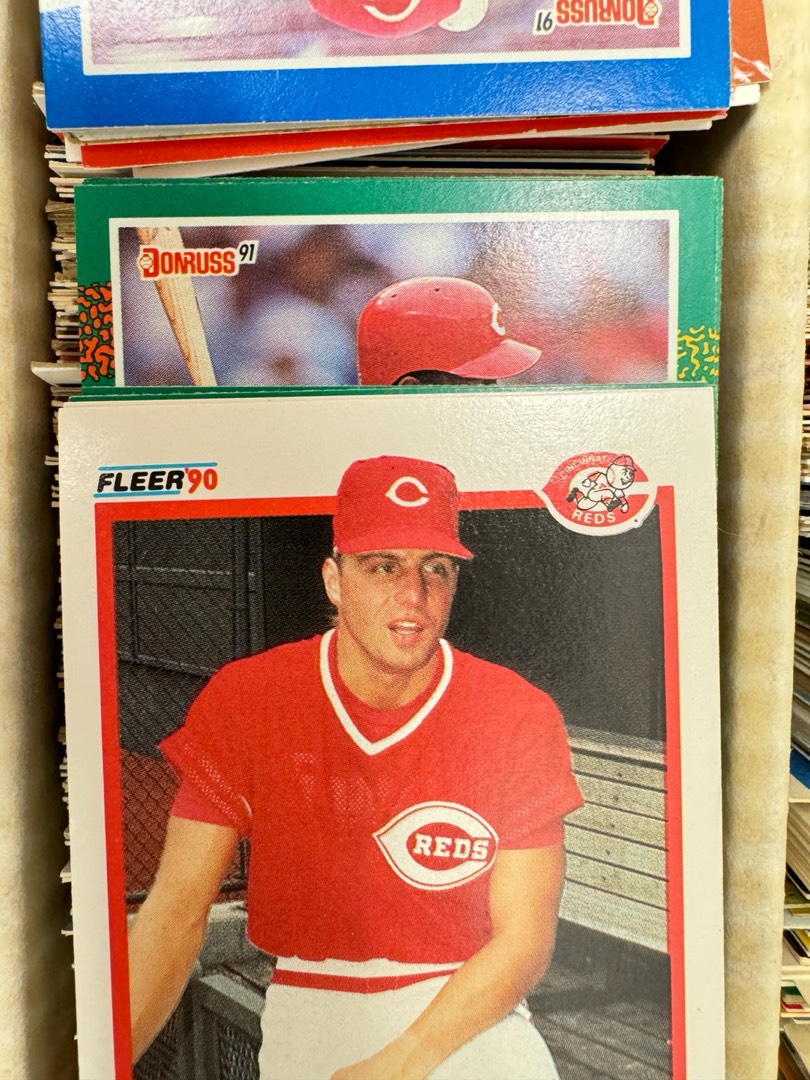 DONRUSS 91
DONRUSS 91
C
FLEER '90
C
CINCINNATI
REDS
REDS